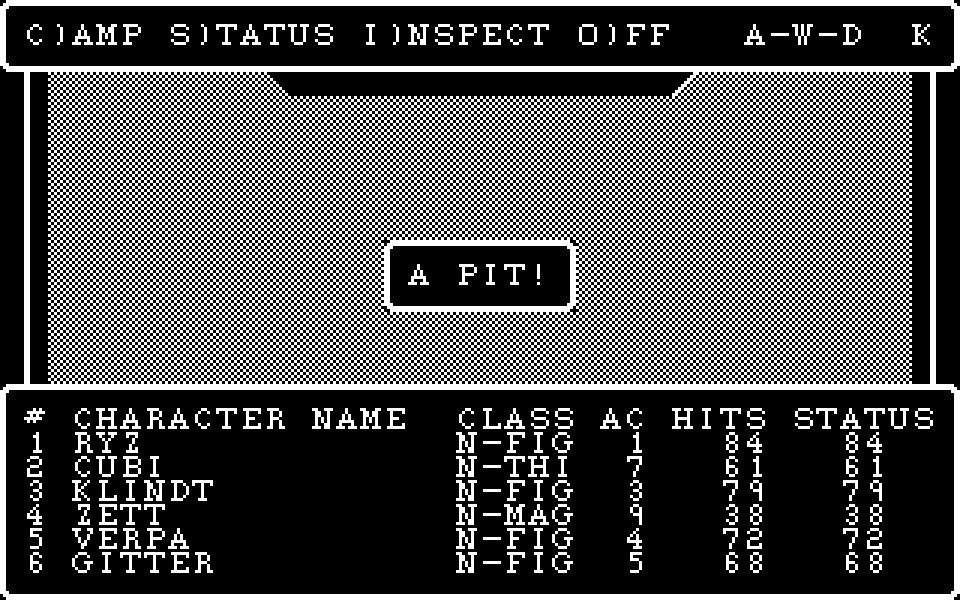 C)AMP S)TATUS I)NSPECT O)FF A-W-D K
A PIT!
# CHARACTER NAME CLASS AC HITS STATUS
1 RYZ N-FIG 1 84 84
2 CUBI N-THI 7 61 61
3 KLINDT N-FIG 3 79 79
4 ZETT N-MAG 9 38 38
5 VERPA N-FIG 4 72 72
6 GITTER N-FIG 5 68 68